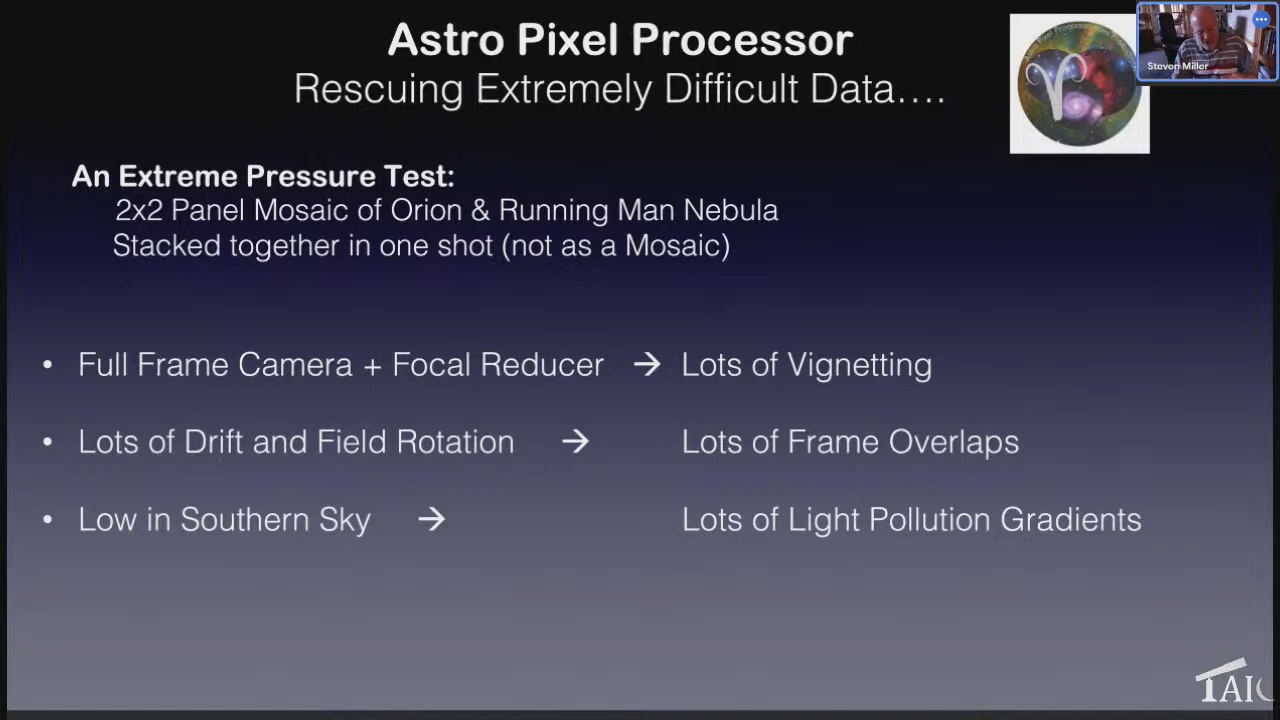 Astro Pixel Processor
Rescuing Extremely Difficult Data….
Steven Miller
An Extreme Pressure Test:
2x2 Panel Mosaic of Orion & Running Man Nebula
Stacked together in one shot (not as a Mosaic)
• Full Frame Camera + Focal Reducer → Lots of Vignetting
• Lots of Drift and Field Rotation → Lots of Frame Overlaps
• Low in Southern Sky → Lots of Light Pollution Gradients
TAIC